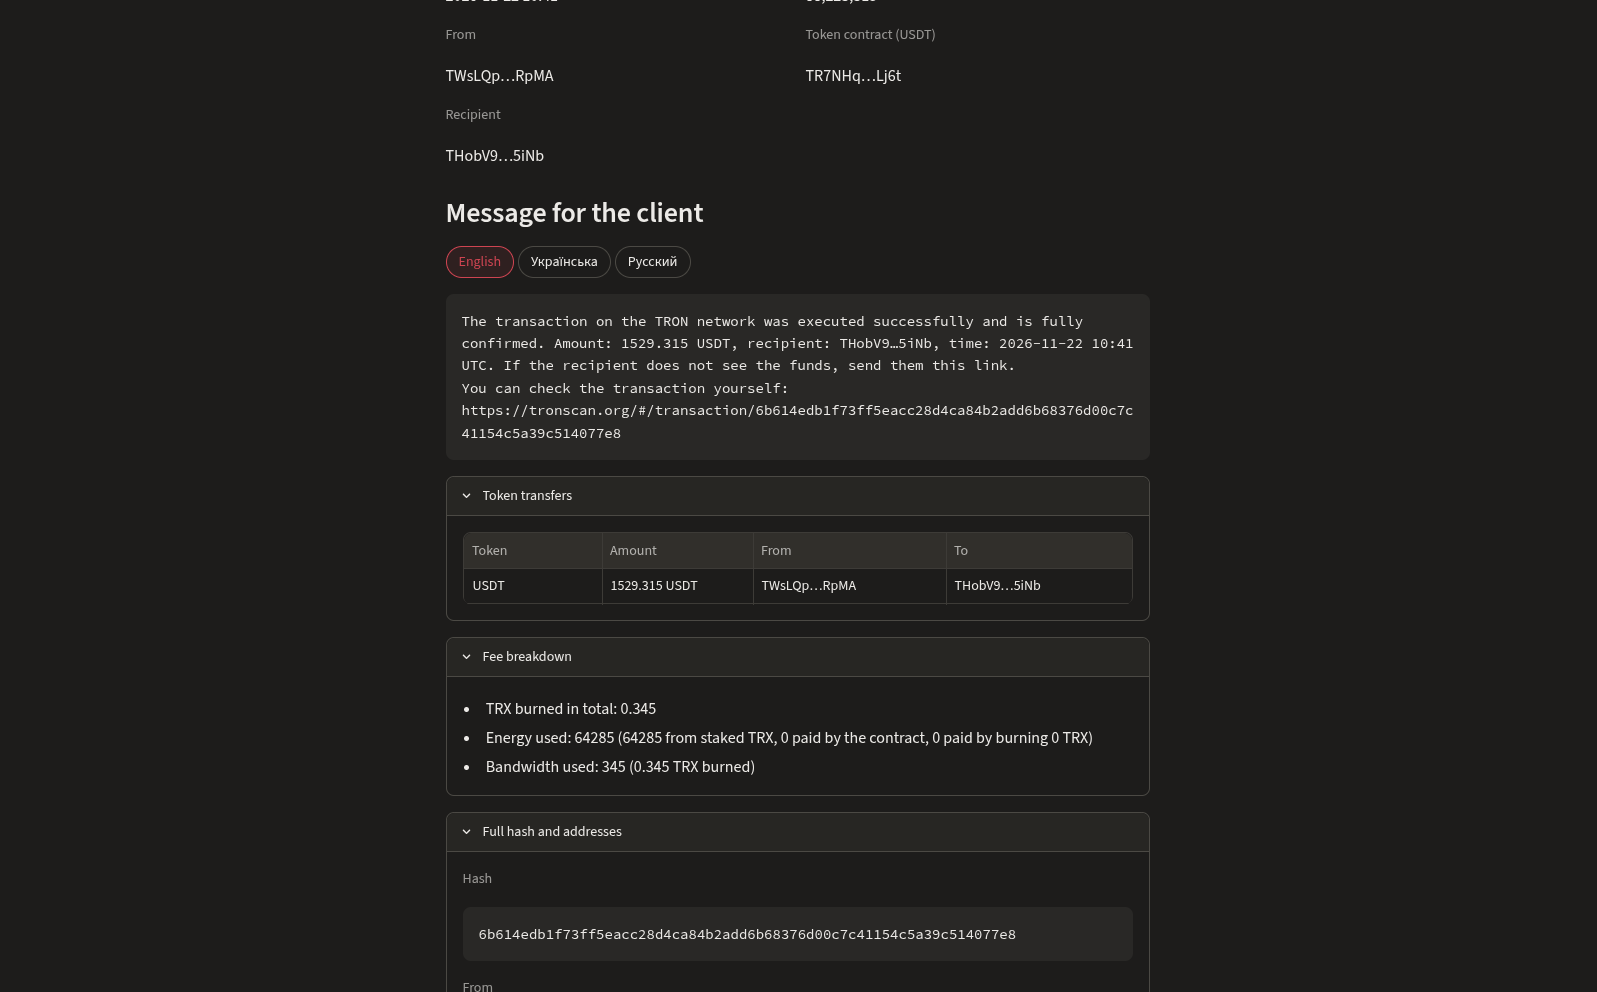 From
Token contract (USDT)
TWsLQp…RpMA
TR7NHq…Lj6t
Recipient
THobV9…5iNb
Message for the client
English
Українська
Русский
The transaction on the TRON network was executed successfully and is fully
confirmed. Amount: 1529.315 USDT, recipient: THobV9…5iNb, time: 2026-11-22 10:41
UTC. If the recipient does not see the funds, send them this link.
You can check the transaction yourself:
https://tronscan.org/#/transaction/6b614edb1f73ff5eacc28d4ca84b2add6b68376d00c7c
41154c5a39c514077e8
Token transfers
Token Amount From To
USDT 1529.315 USDT TWsLQp…RpMA THobV9…5iNb
Fee breakdown
• TRX burned in total: 0.345
• Energy used: 64285 (64285 from staked TRX, 0 paid by the contract, 0 paid by burning 0 TRX)
• Bandwidth used: 345 (0.345 TRX burned)
Full hash and addresses
Hash
6b614edb1f73ff5eacc28d4ca84b2add6b68376d00c7c41154c5a39c514077e8
From